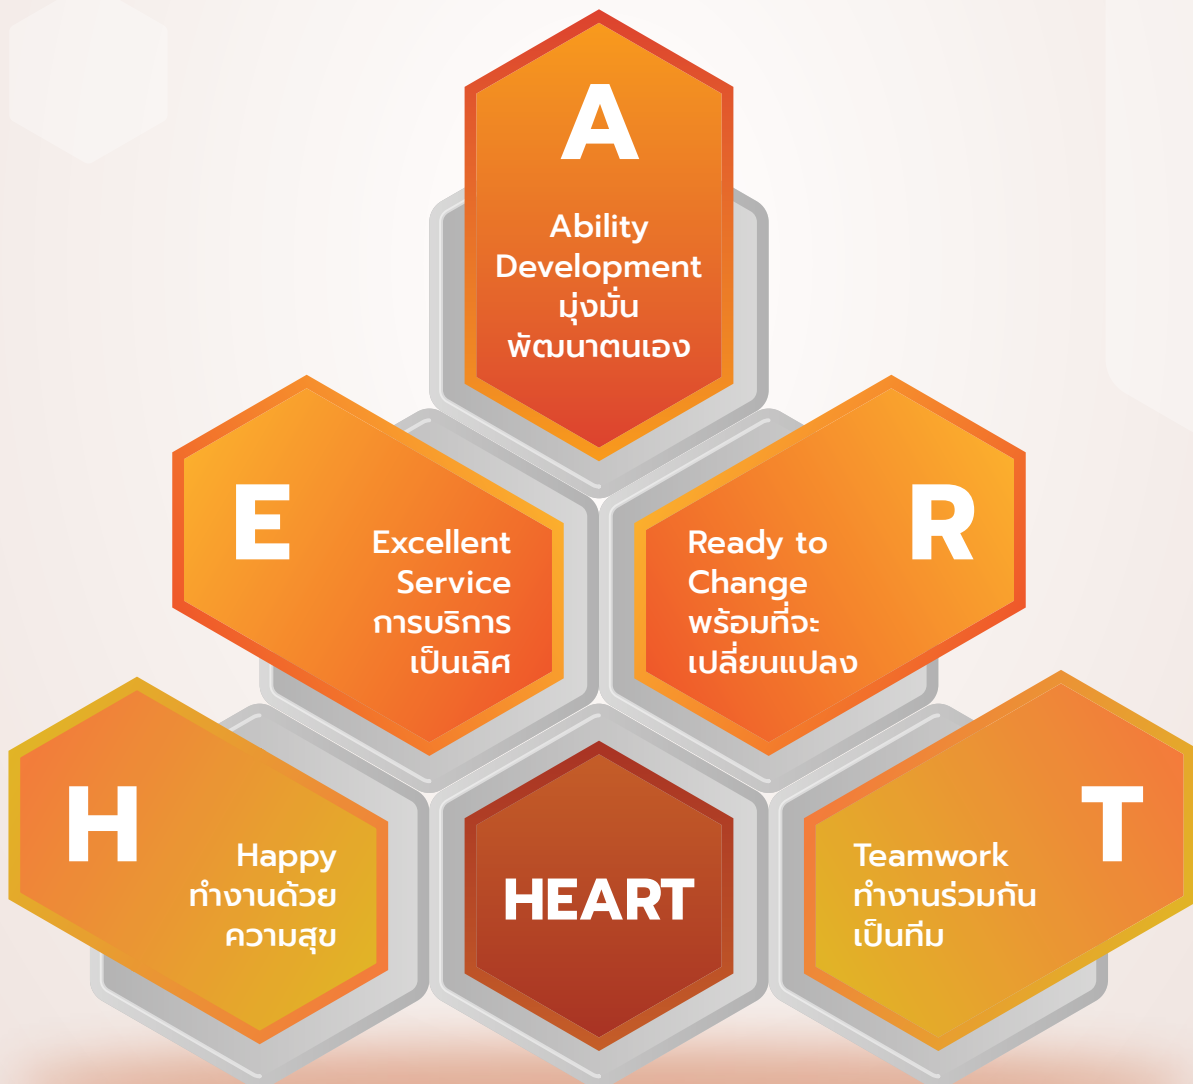 A
Ability
Development
มุ่งมั่น
พัฒนาตนเอง
E
Excellent
Service
การบริการ
เป็นเลิศ
R
Ready to
Change
พร้อมที่จะ
เปลี่ยนแปลง
H
Happy
ทำงานด้วย
ความสุข
HEART
T
Teamwork
ทำงานร่วมกัน
เป็นทีม